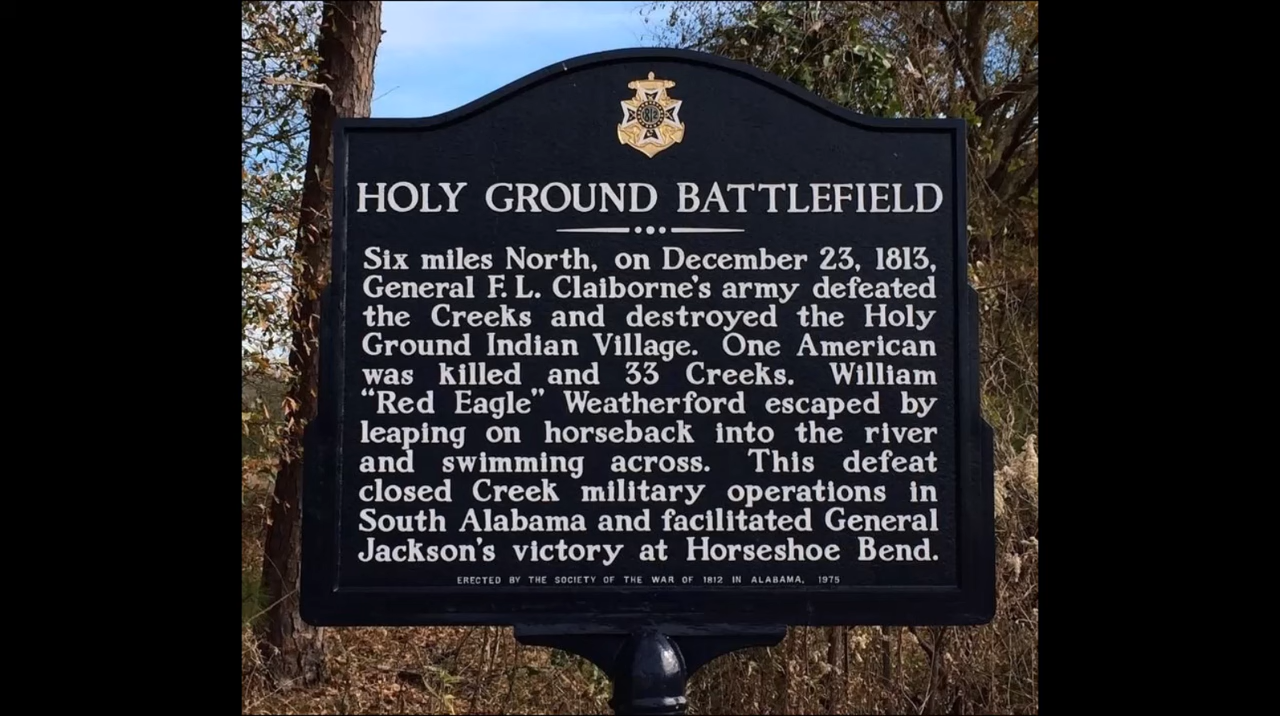 1812
HOLY GROUND BATTLEFIELD
Six miles North, on December 23, 1813,
General F. L. Claiborne's army defeated
the Creeks and destroyed the Holy
Ground Indian Village. One American
was killed and 33 Creeks. William
"Red Eagle" Weatherford escaped by
leaping on horseback into the river
and swimming across. This defeat
closed Creek military operations in
South Alabama and facilitated General
Jackson's victory at Horseshoe Bend.
ERECTED BY THE SOCIETY OF THE WAR OF 1812 IN ALABAMA, 1975